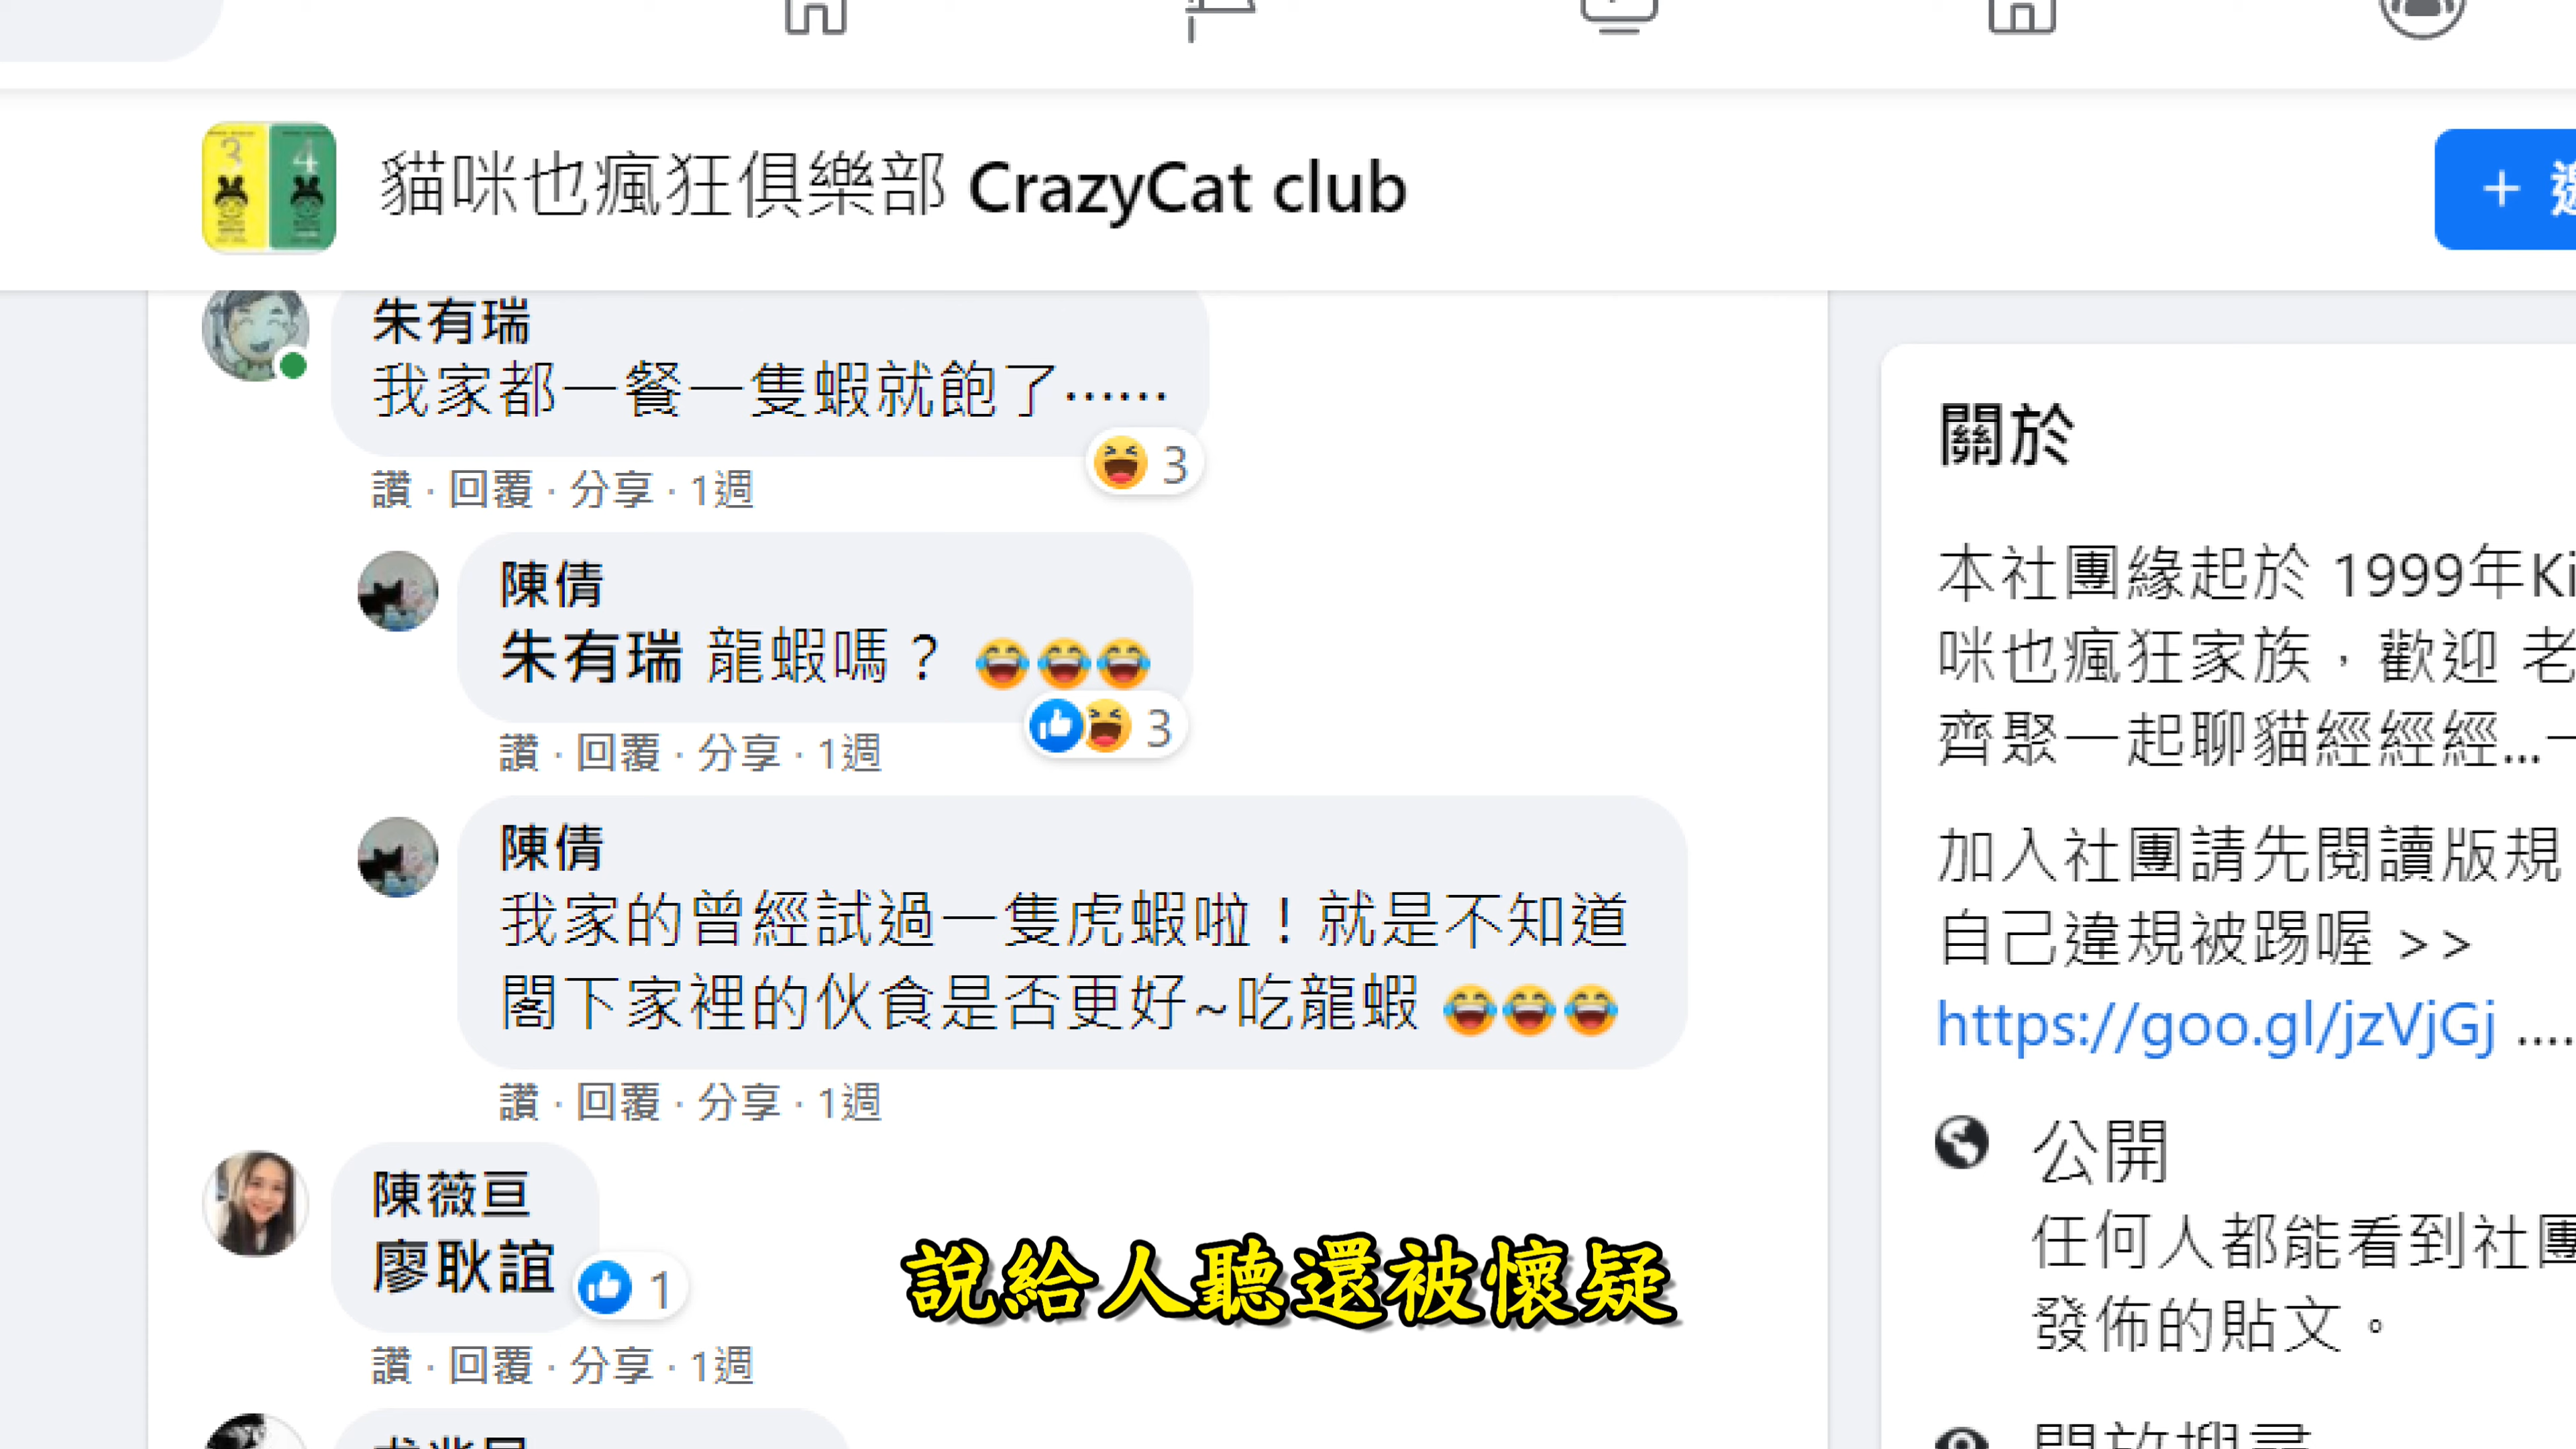 貓咪也瘋狂俱樂部 CrazyCat club
+ 邀
朱有瑞
我家都一餐一隻蝦就飽了⋯⋯
3
讚 · 回覆 · 分享 · 1週
陳倩
朱有瑞 龍蝦嗎？ 😂😂😂
3
讚 · 回覆 · 分享 · 1週
陳倩
我家的曾經試過一隻虎蝦啦！就是不知道
閣下家裡的伙食是否更好~吃龍蝦 😂😂😂
讚 · 回覆 · 分享 · 1週
陳薇亘
廖耿誼
1
讚 · 回覆 · 分享 · 1週
說給人聽還被懷疑
關於
本社團緣起於 1999年Ki
咪也瘋狂家族，歡迎 老
齊聚一起聊貓經經經...一
加入社團請先閱讀版規
自己違規被踢喔 >>
https://goo.gl/jzVjGj ....
公開
任何人都能看到社團
發佈的貼文。
開放搜尋